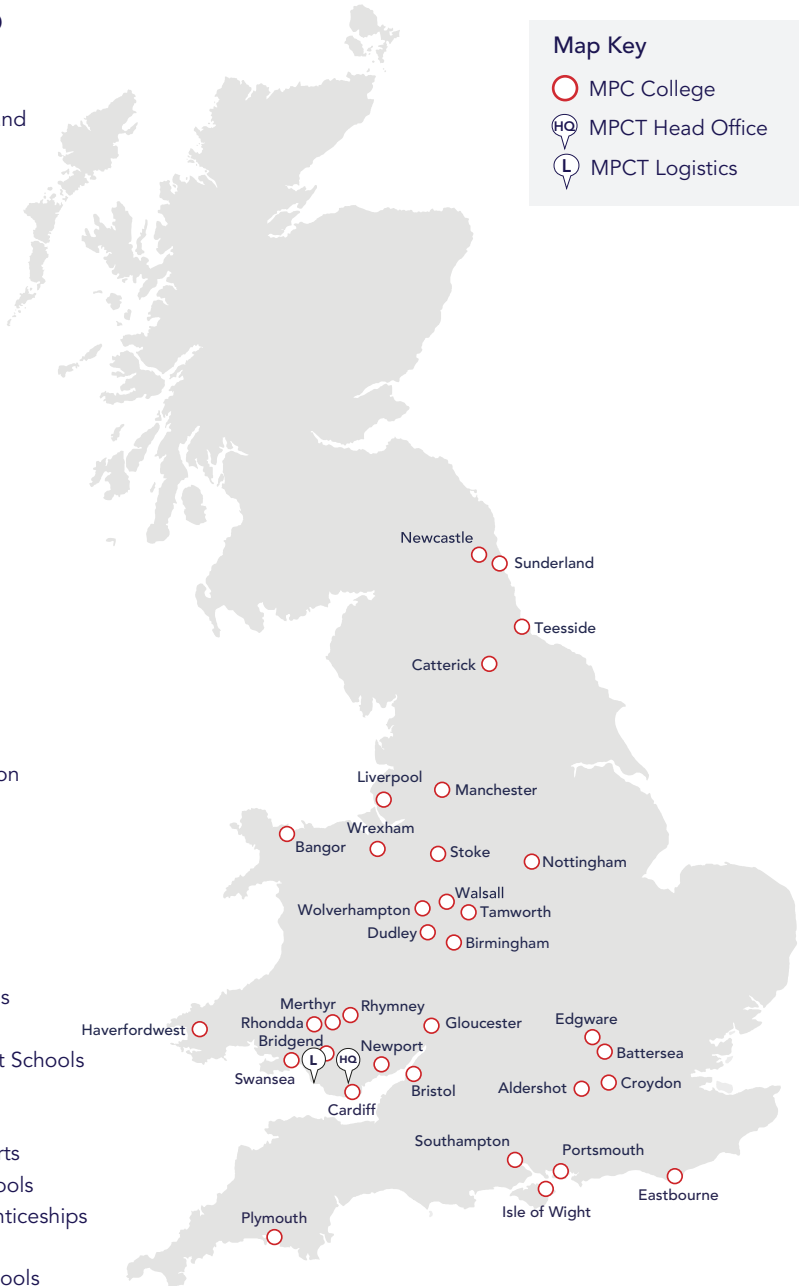 nd
Map Key
MPC College
HQ MPCT Head Office
L MPCT Logistics
Newcastle
Sunderland
Teesside
Catterick
on
Liverpool
Manchester
Wrexham
Bangor
Stoke
Nottingham
Walsall
Wolverhampton
Tamworth
Dudley
Birmingham
s
Merthyr
Rhymney
Haverfordwest
Rhondda
Gloucester
Edgware
Bridgend
Newport
Battersea
t Schools
L
HQ
Swansea
Bristol
Aldershot
Croydon
Cardiff
Southampton
Portsmouth
rts
ools
Eastbourne
Isle of Wight
nticeships
Plymouth
ools